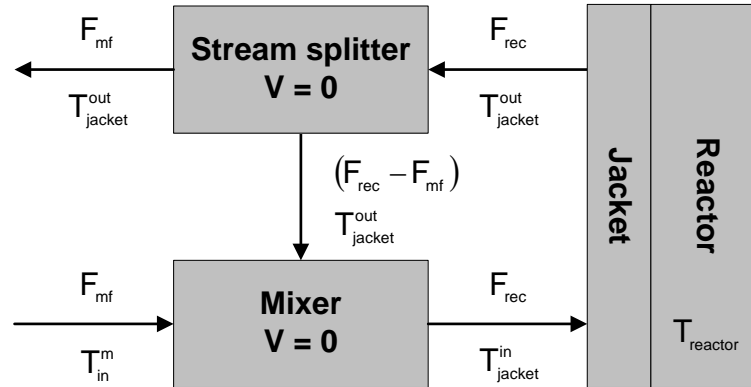 F_mf
Stream splitter
V = 0
F_rec
T_jacket^out
T_jacket^out
(F_rec − F_mf)
T_jacket^out
Jacket
Reactor
F_mf
Mixer
V = 0
F_rec
T_in^m
T_jacket^in
T_reactor